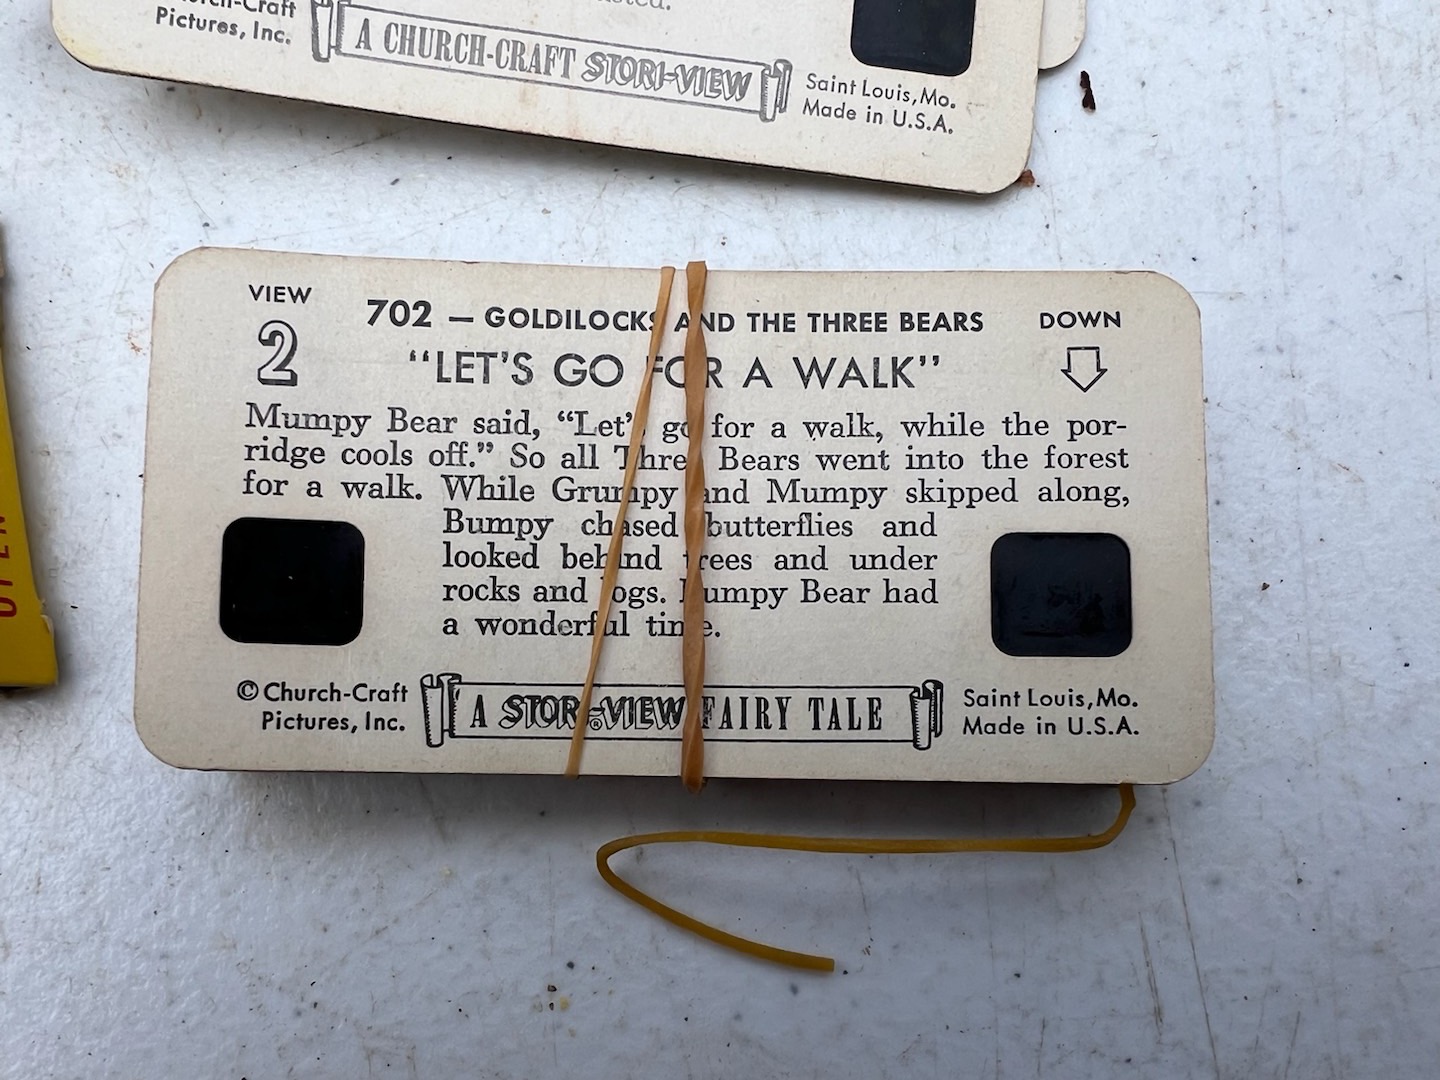 Pictures, Inc.
A CHURCH-CRAFT STORI-VIEW
Saint Louis, Mo.
Made in U.S.A.
OPEN
VIEW
2
702 — GOLDILOCKS AND THE THREE BEARS
DOWN
“LET’S GO FOR A WALK”
Mumpy Bear said, “Let’s go for a walk, while the por-
ridge cools off.” So all Three Bears went into the forest
for a walk. While Grumpy and Mumpy skipped along,
Bumpy chased butterflies and
looked behind trees and under
rocks and logs. Bumpy Bear had
a wonderful time.
© Church-Craft
Pictures, Inc.
A STORI-VIEW® FAIRY TALE
Saint Louis, Mo.
Made in U.S.A.